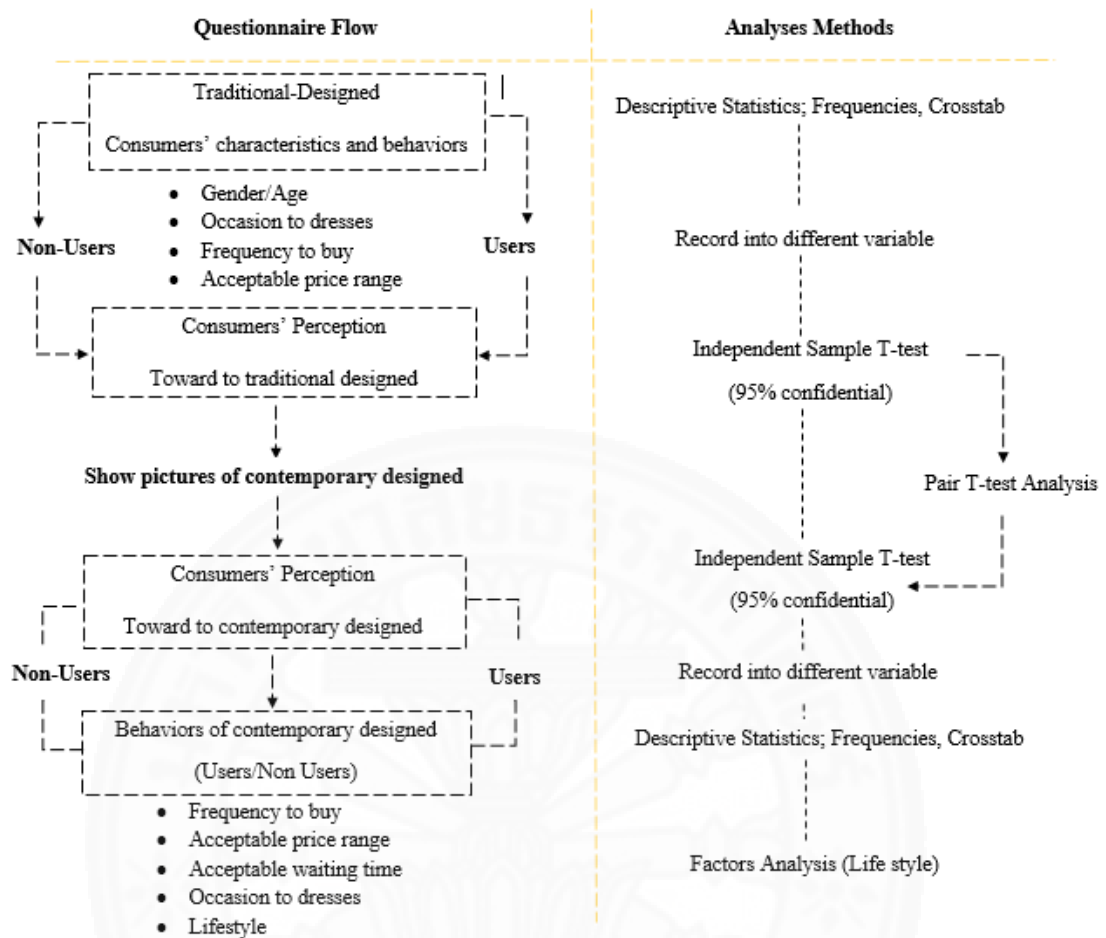 Questionnaire Flow
Analyses Methods
Traditional-Designed
Consumers’ characteristics and behaviors
• Gender/Age
• Occasion to dresses
• Frequency to buy
• Acceptable price range
Non-Users
Users
Consumers’ Perception
Toward to traditional designed
Show pictures of contemporary designed
Consumers’ Perception
Toward to contemporary designed
Non-Users
Users
Behaviors of contemporary designed
(Users/Non Users)
• Frequency to buy
• Acceptable price range
• Acceptable waiting time
• Occasion to dresses
• Lifestyle
Descriptive Statistics; Frequencies, Crosstab
Record into different variable
Independent Sample T-test
(95% confidential)
Pair T-test Analysis
Independent Sample T-test
(95% confidential)
Record into different variable
Descriptive Statistics; Frequencies, Crosstab
Factors Analysis (Life style)